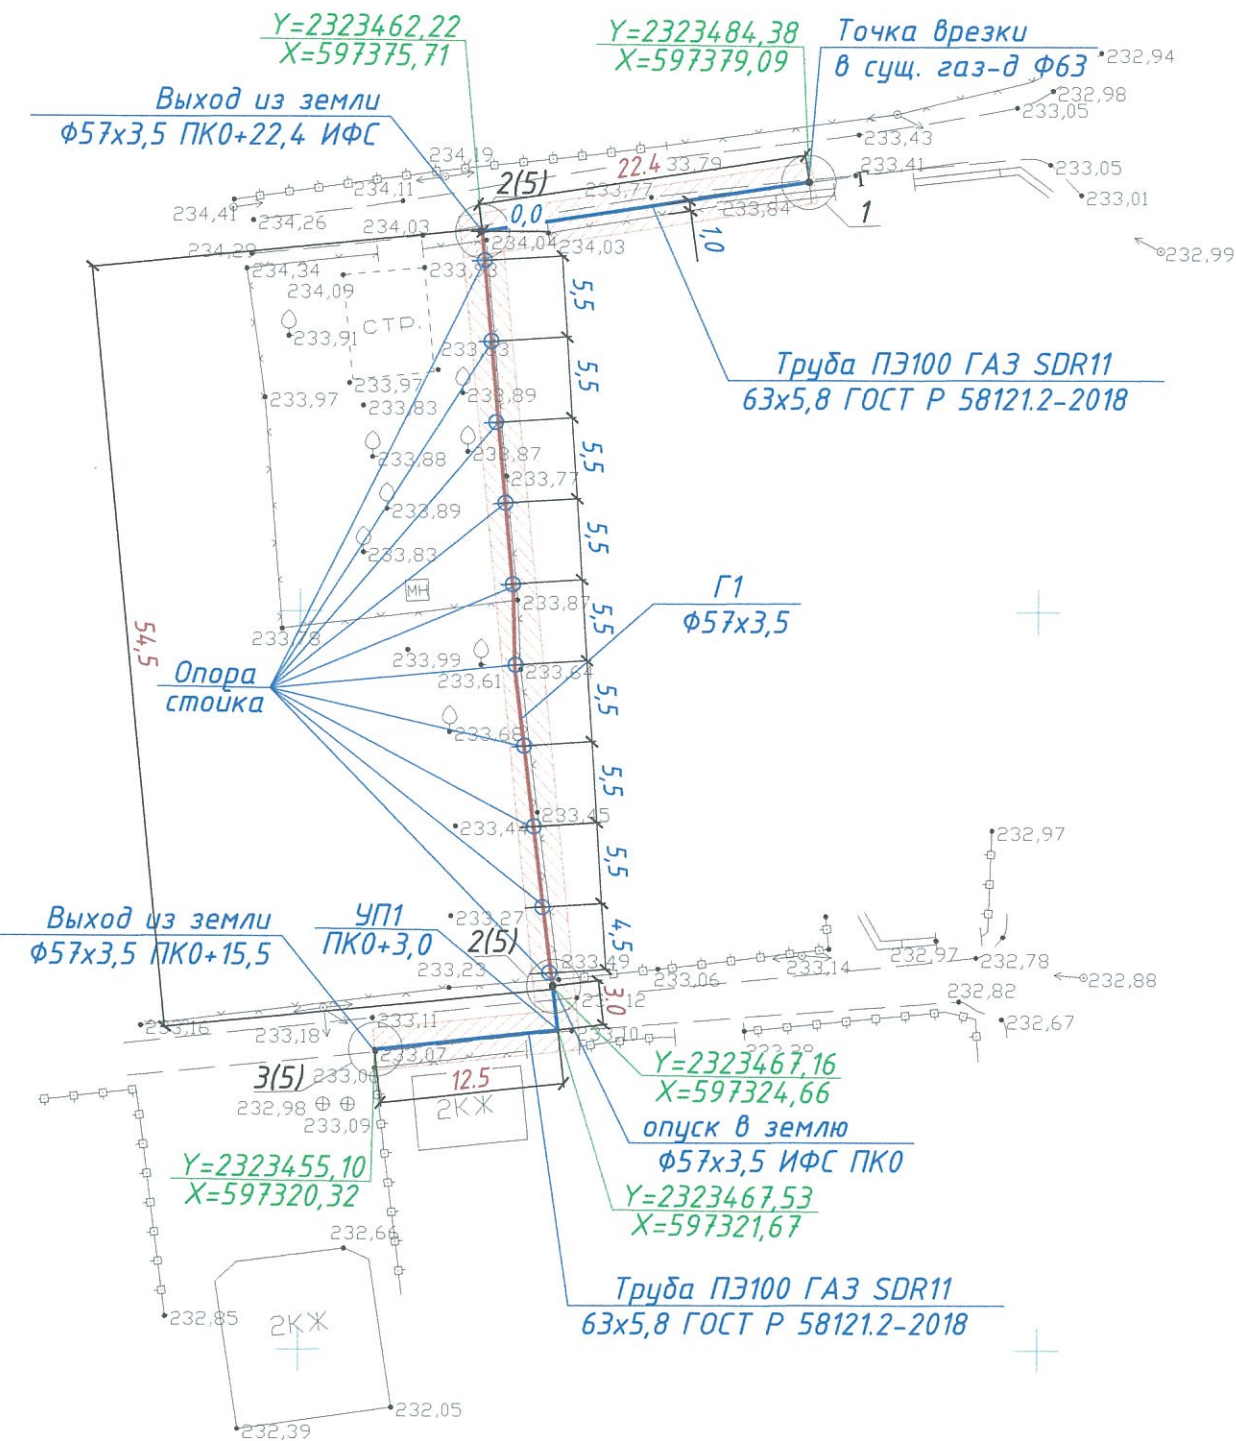 Y=2323462,22
X=597375,71
Y=2323484,38
X=597379,09
Точка врезки
в сущ. газ-д Ф63
232,94
232,98
233,05
Выход из земли
Ф57х3,5 ПК0+22,4 ИФС
233,43
234,19
22.4
33,79
233,41
г
233,05
233,01
234,11
2(5)
233,77
234,41
234,26
0,0
233,84
1
234,03
1,0
234,29
234,04
234,03
232,99
234,34
233,93
234,09
5,5
СТР.
233,91
233,83
5,5
Труба ПЭ100 ГАЗ SDR11
63х5,8 ГОСТ Р 58121.2-2018
233,97
233,97
233,89
233,83
5,5
233,88
233,87
233,77
233,89
5,5
233,83
МН
Г1
Ф57х3,5
233,87
5,5
233,78
54,5
233,99
233,61
233,64
Опора
стойка
5,5
233,68
5,5
233,44
233,45
232,97
5,5
Выход из земли
Ф57х3,5 ПК0+15,5
УП1
ПК0+3,0
233,27
2(5)
4,5
232,97
232,78
233,49
233,23
233,06
233,14
232,88
3.0
232,82
233,16
233,18
233,11
232,67
233,10
233,07
3(5)
12.5
Y=2323467,16
X=597324,66
232,98
233,09
2КЖ
опуск в землю
Ф57х3,5 ИФС ПК0
Y=2323455,10
X=597320,32
Y=2323467,53
X=597321,67
232,66
Труба ПЭ100 ГАЗ SDR11
63х5,8 ГОСТ Р 58121.2-2018
232,85
2КЖ
232,05
232,39